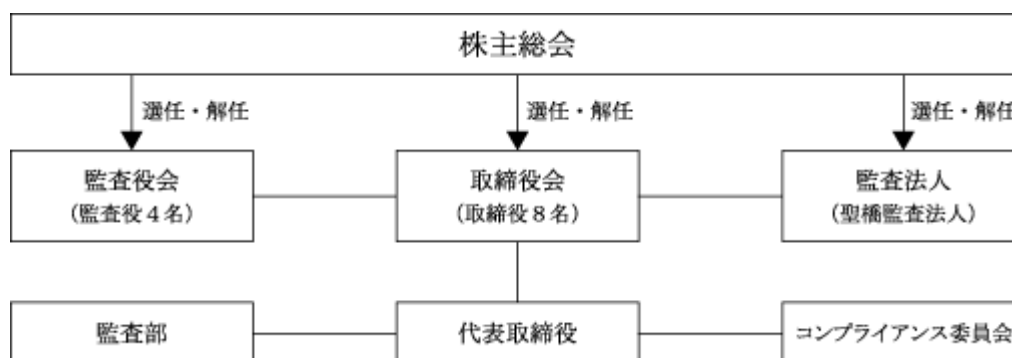 株主総会
選任・解任
選任・解任
選任・解任
監査役会
(監査役4名)
取締役会
(取締役8名)
監査法人
(聖橋監査法人)
監査部
代表取締役
コンプライアンス委員会